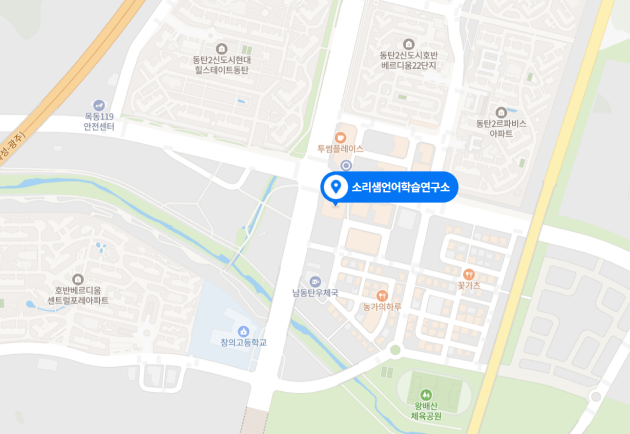 동탄2신도시현대
힐스테이트동탄
동탄2신도시호반
베르디움22단지
목동119
안전센터
동탄2르파비스
아파트
투썸플레이스
소리샘언어학습연구소
호반베르디움
센트럴포레아파트
남동탄우체국
꽃가츠
농가의하루
창의고등학교
왕배산
체육공원